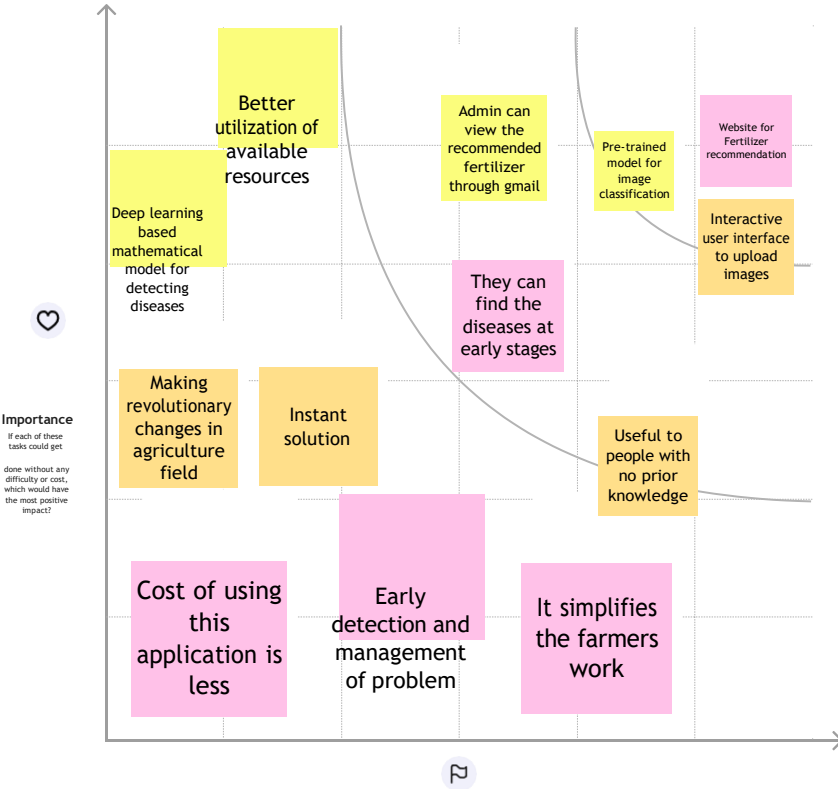 Better
utilization of
available
resources
Admin can
view the
recommended
fertilizer
through gmail
Pre-trained
model for
image
classification
Website for
Fertilizer
recommendation
Deep learning
based
mathematical
model for
detecting
diseases
Interactive
user interface
to upload
images
They can
find the
diseases at
early stages
Making
revolutionary
changes in
agriculture
field
Instant
solution
Importance
If each of these
tasks could get
done without any
difficulty or cost,
which would have
the most positive
impact?
Useful to
people with
no prior
knowledge
Cost of using
this
application is
less
Early
detection and
management
of problem
It simplifies
the farmers
work